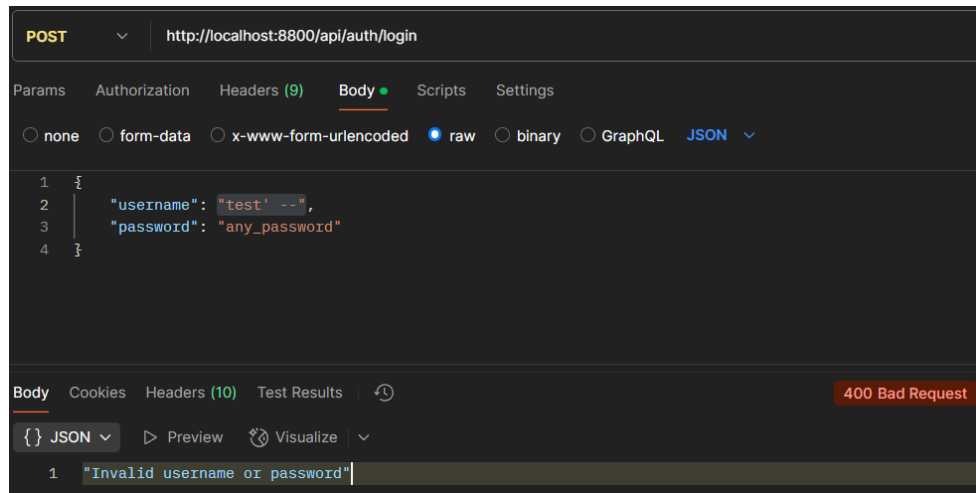 POST http://localhost:8800/api/auth/login
Params Authorization Headers (9) Body Scripts Settings
none form-data x-www-form-urlencoded raw binary GraphQL JSON
1 {
2 "username": "test' --",
3 "password": "any_password"
4 }
Body Cookies Headers (10) Test Results 400 Bad Request
{} JSON Preview Visualize
1 "Invalid username or password"